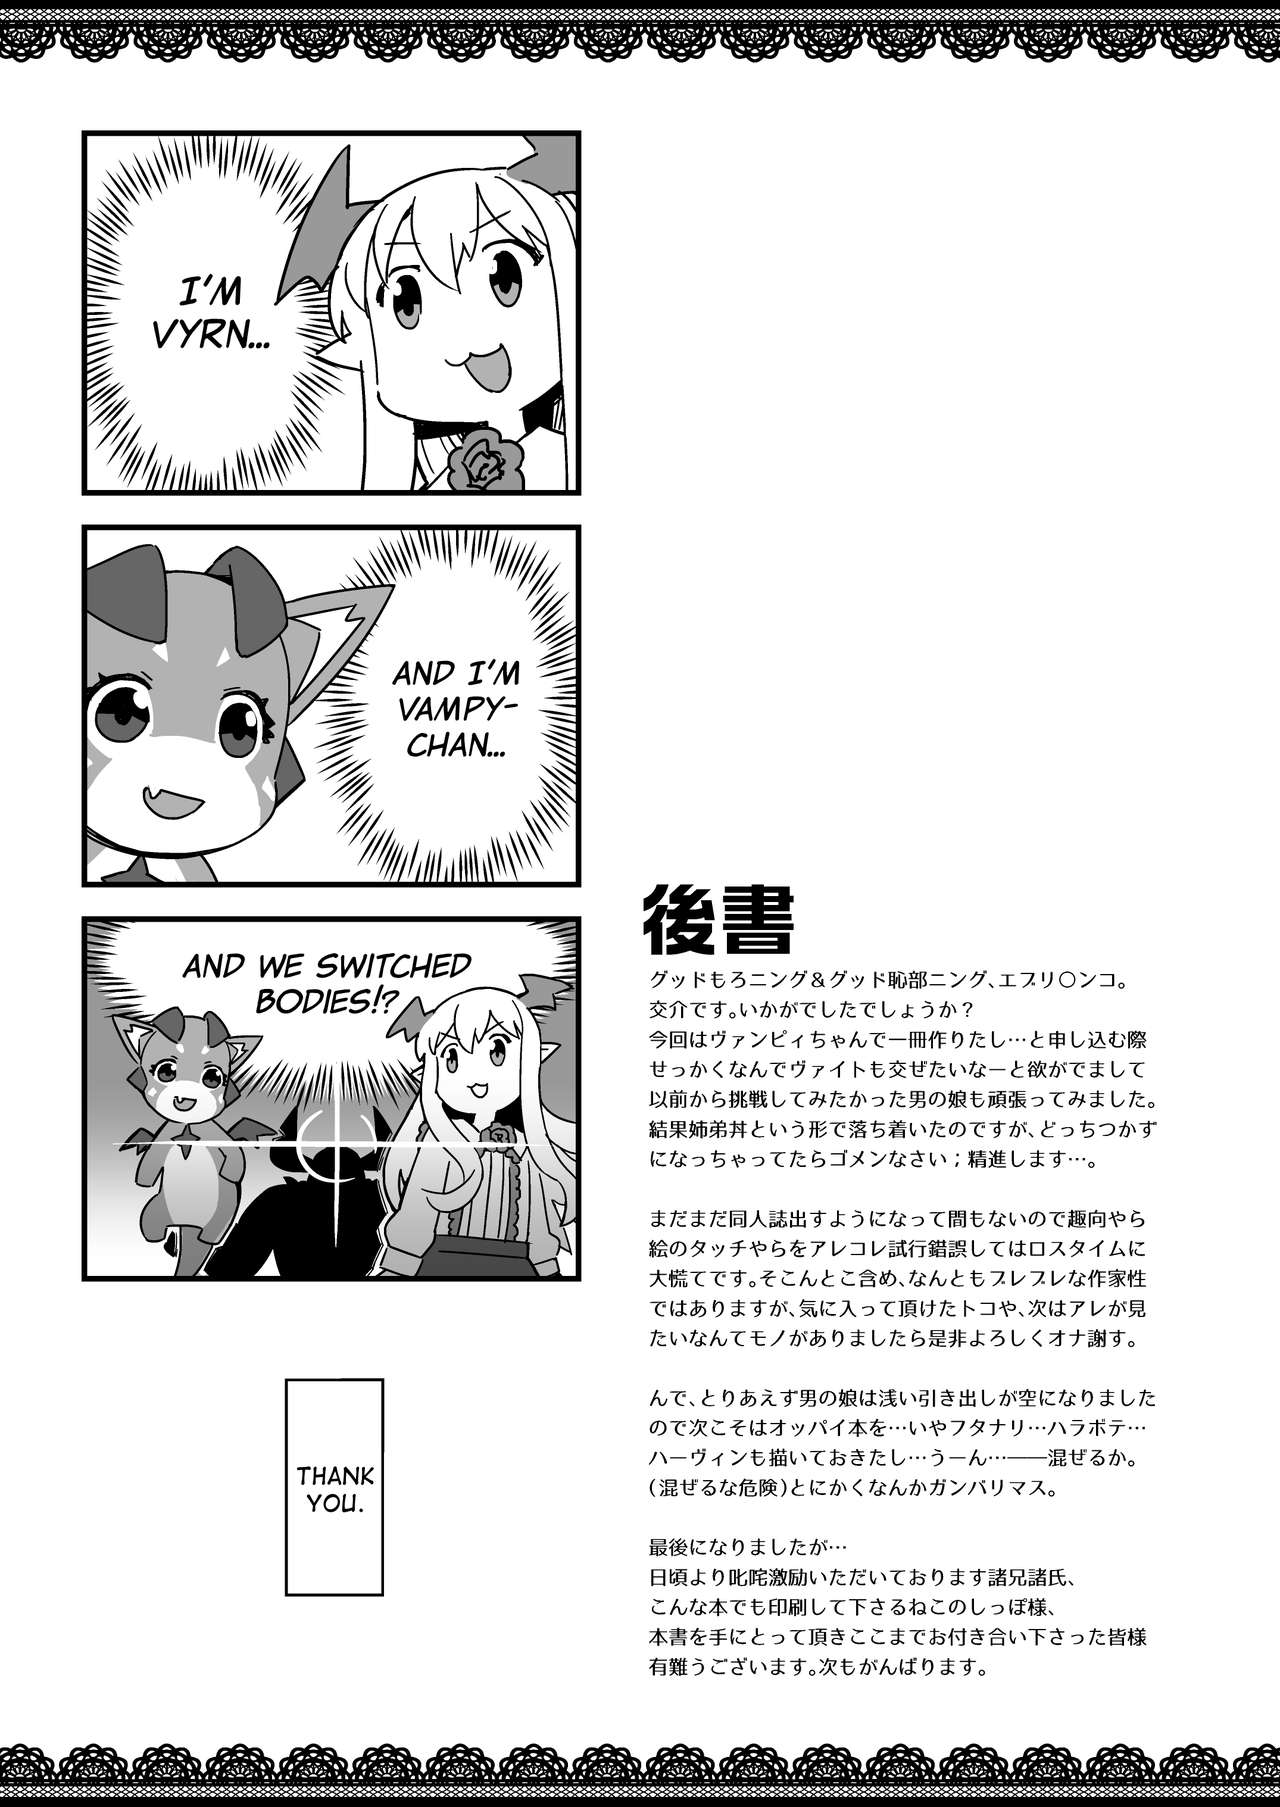 I'M
VYRN...
AND I'M
VAMPY-
CHAN...
AND WE SWITCHED
BODIES!?
THANK
YOU.
後書
グッドもろニング＆グッド恥部ニング、エブリ○ンコ。
交介です。いかがでしたでしょうか？
今回はヴァンピィちゃんで一冊作りたし…と申し込む際
せっかくなんでヴァイトも交ぜたいなーと欲がでまして
以前から挑戦してみたかった男の娘も頑張ってみました。
結果姉弟丼という形で落ち着いたのですが、どっちつかず
になっちゃってたらゴメンなさい；精進します…。
まだまだ同人誌出すようになって間もないので趣向やら
絵のタッチやらをアレコレ試行錯誤してはロスタイムに
大慌てです。そこんとこ含め、なんともブレブレな作家性
ではありますが、気に入って頂けたトコや、次はアレが見
たいなんてモノがありましたら是非よろしくオナ謝す。
んで、とりあえず男の娘は浅い引き出しが空になりました
ので次こそはオッパイ本を…いやフタナリ…ハラボテ…
ハーヴィンも描いておきたし…うーん…――混ぜるか。
（混ぜるな危険）とにかくなんかガンバリマス。
最後になりましたが…
日頃より叱咤激励いただいております諸兄諸氏、
こんな本でも印刷して下さるねこのしっぽ様、
本書を手にとって頂きここまでお付き合い下さった皆様
有難うございます。次もがんばります。